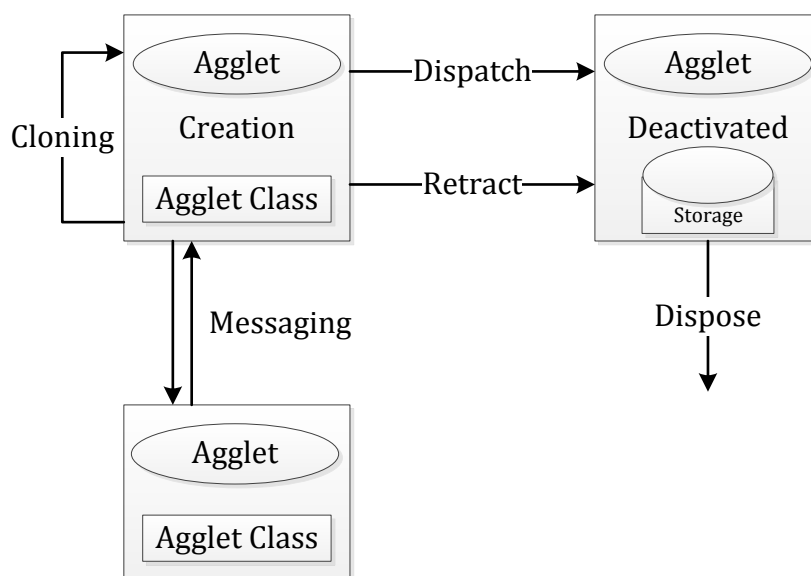 Agglet
Dispatch
Agglet
Cloning
Creation
Deactivated
Agglet Class
Retract
Storage
Messaging
Dispose
Agglet
Agglet Class